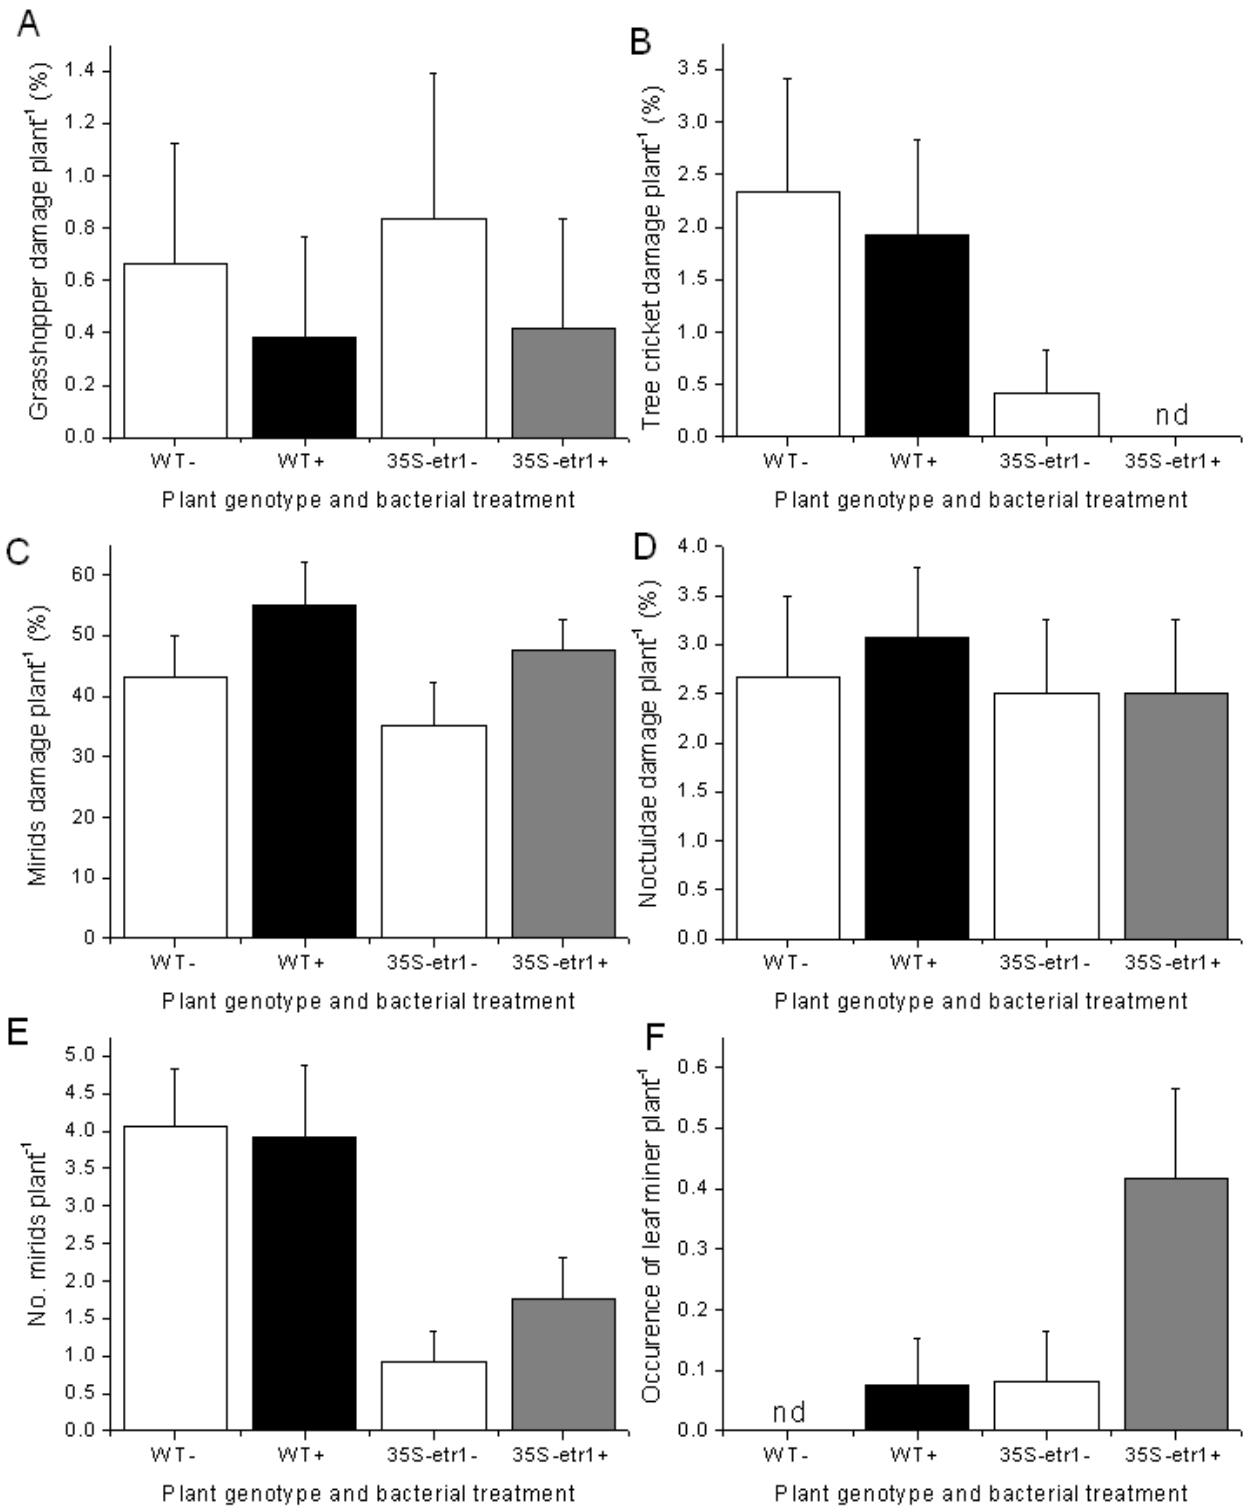 A
Grasshopper damage plant⁻¹ (%)
1.4
1.2
1.0
0.8
0.6
0.4
0.2
0.0
WT- WT+ 35S-etr1- 35S-etr1+
Plant genotype and bacterial treatment
B
Tree cricket damage plant⁻¹ (%)
3.5
3.0
2.5
2.0
1.5
1.0
0.5
0.0
nd
WT- WT+ 35S-etr1- 35S-etr1+
Plant genotype and bacterial treatment
C
Mirids damage plant⁻¹ (%)
60
50
40
30
20
10
0
WT- WT+ 35S-etr1- 35S-etr1+
Plant genotype and bacterial treatment
D
Noctuidae damage plant⁻¹ (%)
4.0
3.5
3.0
2.5
2.0
1.5
1.0
0.5
0.0
WT- WT+ 35S-etr1- 35S-etr1+
Plant genotype and bacterial treatment
E
No. mirids plant⁻¹
5.0
4.5
4.0
3.5
3.0
2.5
2.0
1.5
1.0
0.5
0.0
WT- WT+ 35S-etr1- 35S-etr1+
Plant genotype and bacterial treatment
F
Occurence of leaf miner plant⁻¹
0.6
0.5
0.4
0.3
0.2
0.1
0.0
nd
WT- WT+ 35S-etr1- 35S-etr1+
Plant genotype and bacterial treatment